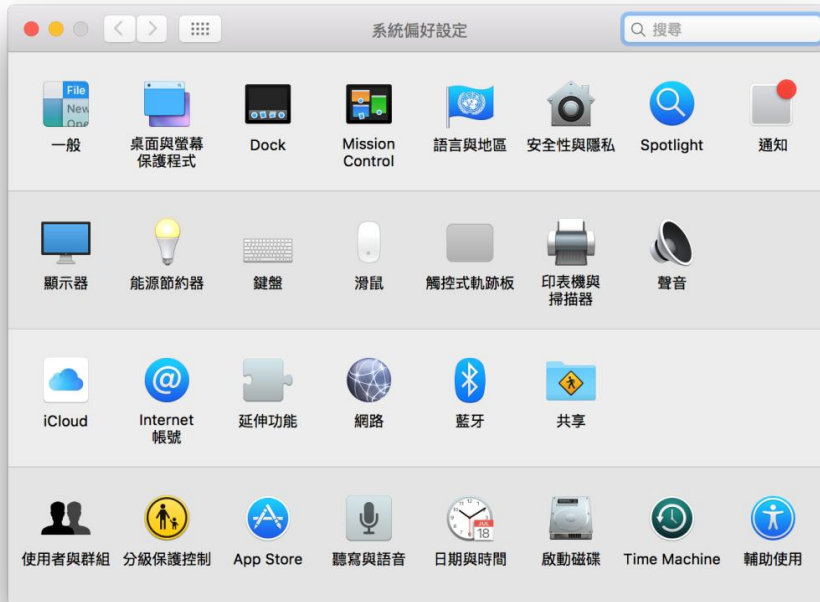 系統偏好設定
搜尋
File
New
一般
桌面與螢幕
保護程式
Dock
Mission
Control
語言與地區
安全性與隱私
Spotlight
通知
顯示器
能源節約器
鍵盤
滑鼠
觸控式軌跡板
印表機與
掃描器
聲音
iCloud
Internet
帳號
延伸功能
網路
藍牙
共享
使用者與群組
分級保護控制
App Store
聽寫與語音
JUL
18
日期與時間
啟動磁碟
Time Machine
輔助使用